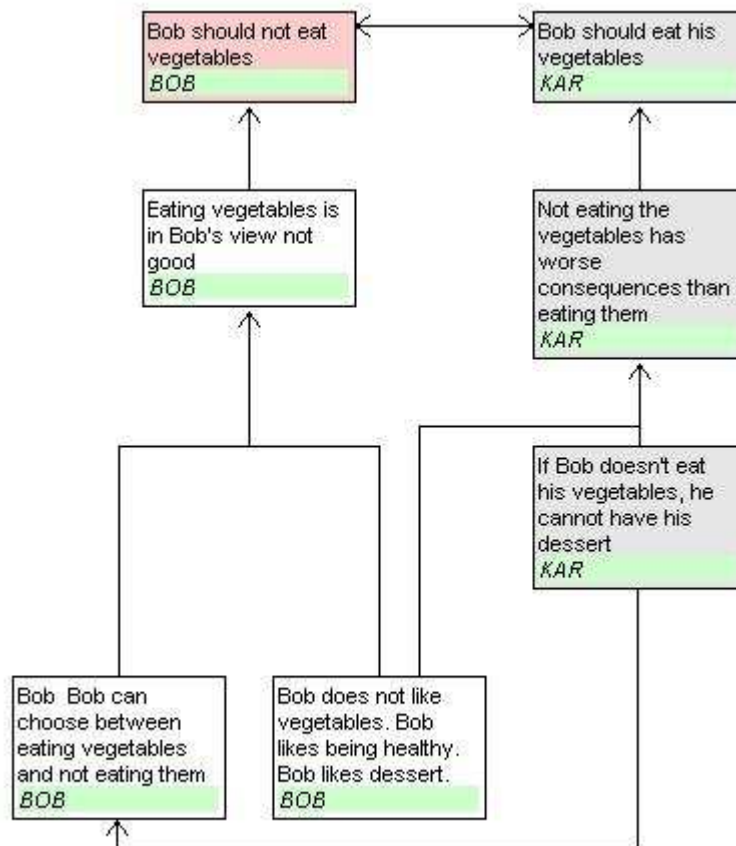 Bob should not eat
vegetables
BOB
Bob should eat his
vegetables
KAR
Eating vegetables is
in Bob's view not
good
BOB
Not eating the
vegetables has
worse
consequences than
eating them
KAR
If Bob doesn't eat
his vegetables, he
cannot have his
dessert
KAR
Bob Bob can
choose between
eating vegetables
and not eating them
BOB
Bob does not like
vegetables. Bob
likes being healthy.
Bob likes dessert.
BOB